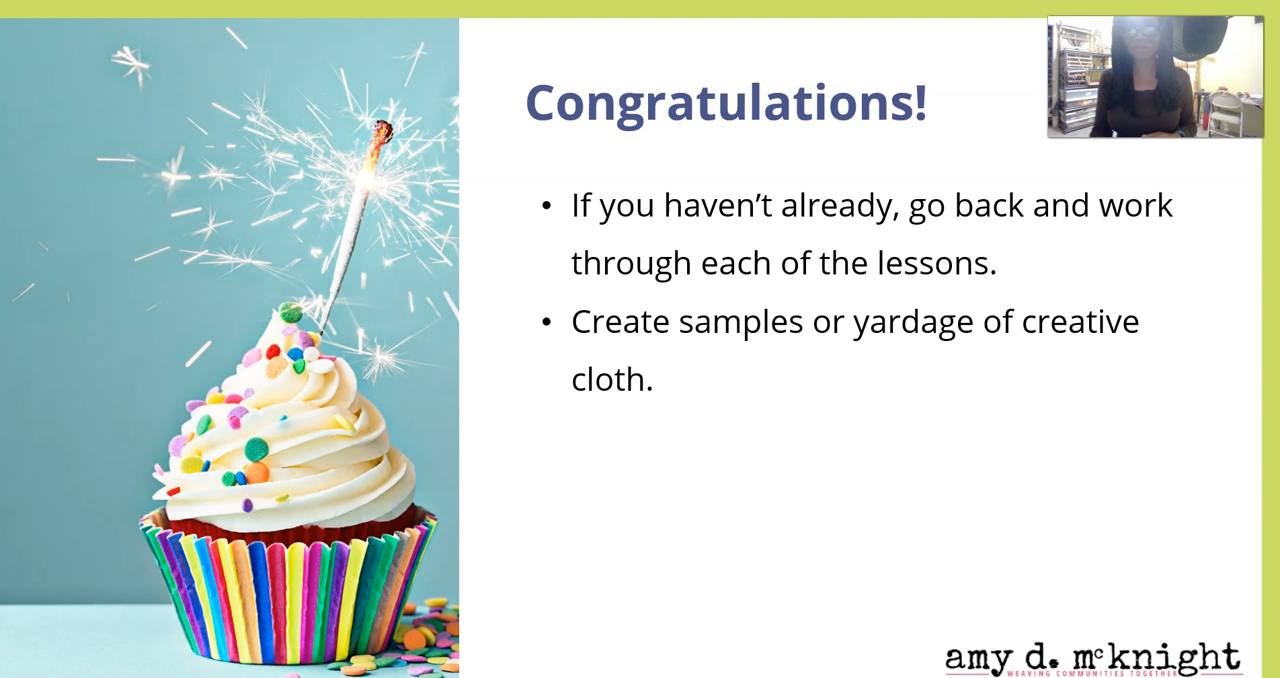 Congratulations!
• If you haven’t already, go back and work
through each of the lessons.
• Create samples or yardage of creative
cloth.
amy d. mcknight
WEAVING COMMUNITIES TOGETHER